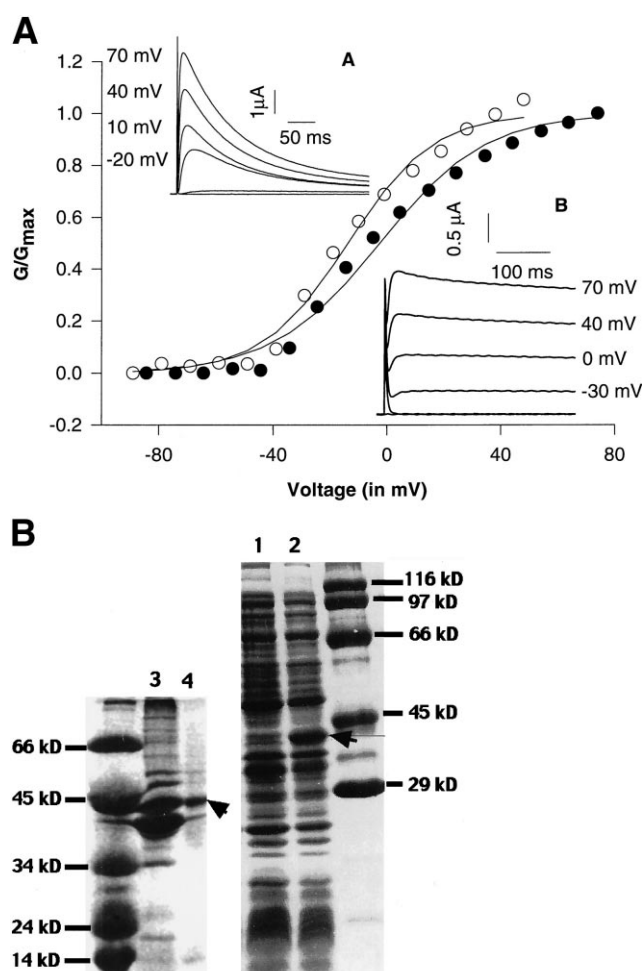 A
70 mV
40 mV
10 mV
-20 mV
A
1µA
50 ms
1.2
1.0
0.8
0.6
0.4
0.2
0.0
-0.2
G/Gmax
B
0.5 µA
100 ms
70 mV
40 mV
0 mV
-30 mV
-80
-40
0
40
80
Voltage (in mV)
B
1 2
116 kD
97 kD
66 kD
45 kD
29 kD
3 4
66 kD
45 kD
34 kD
24 kD
14 kD